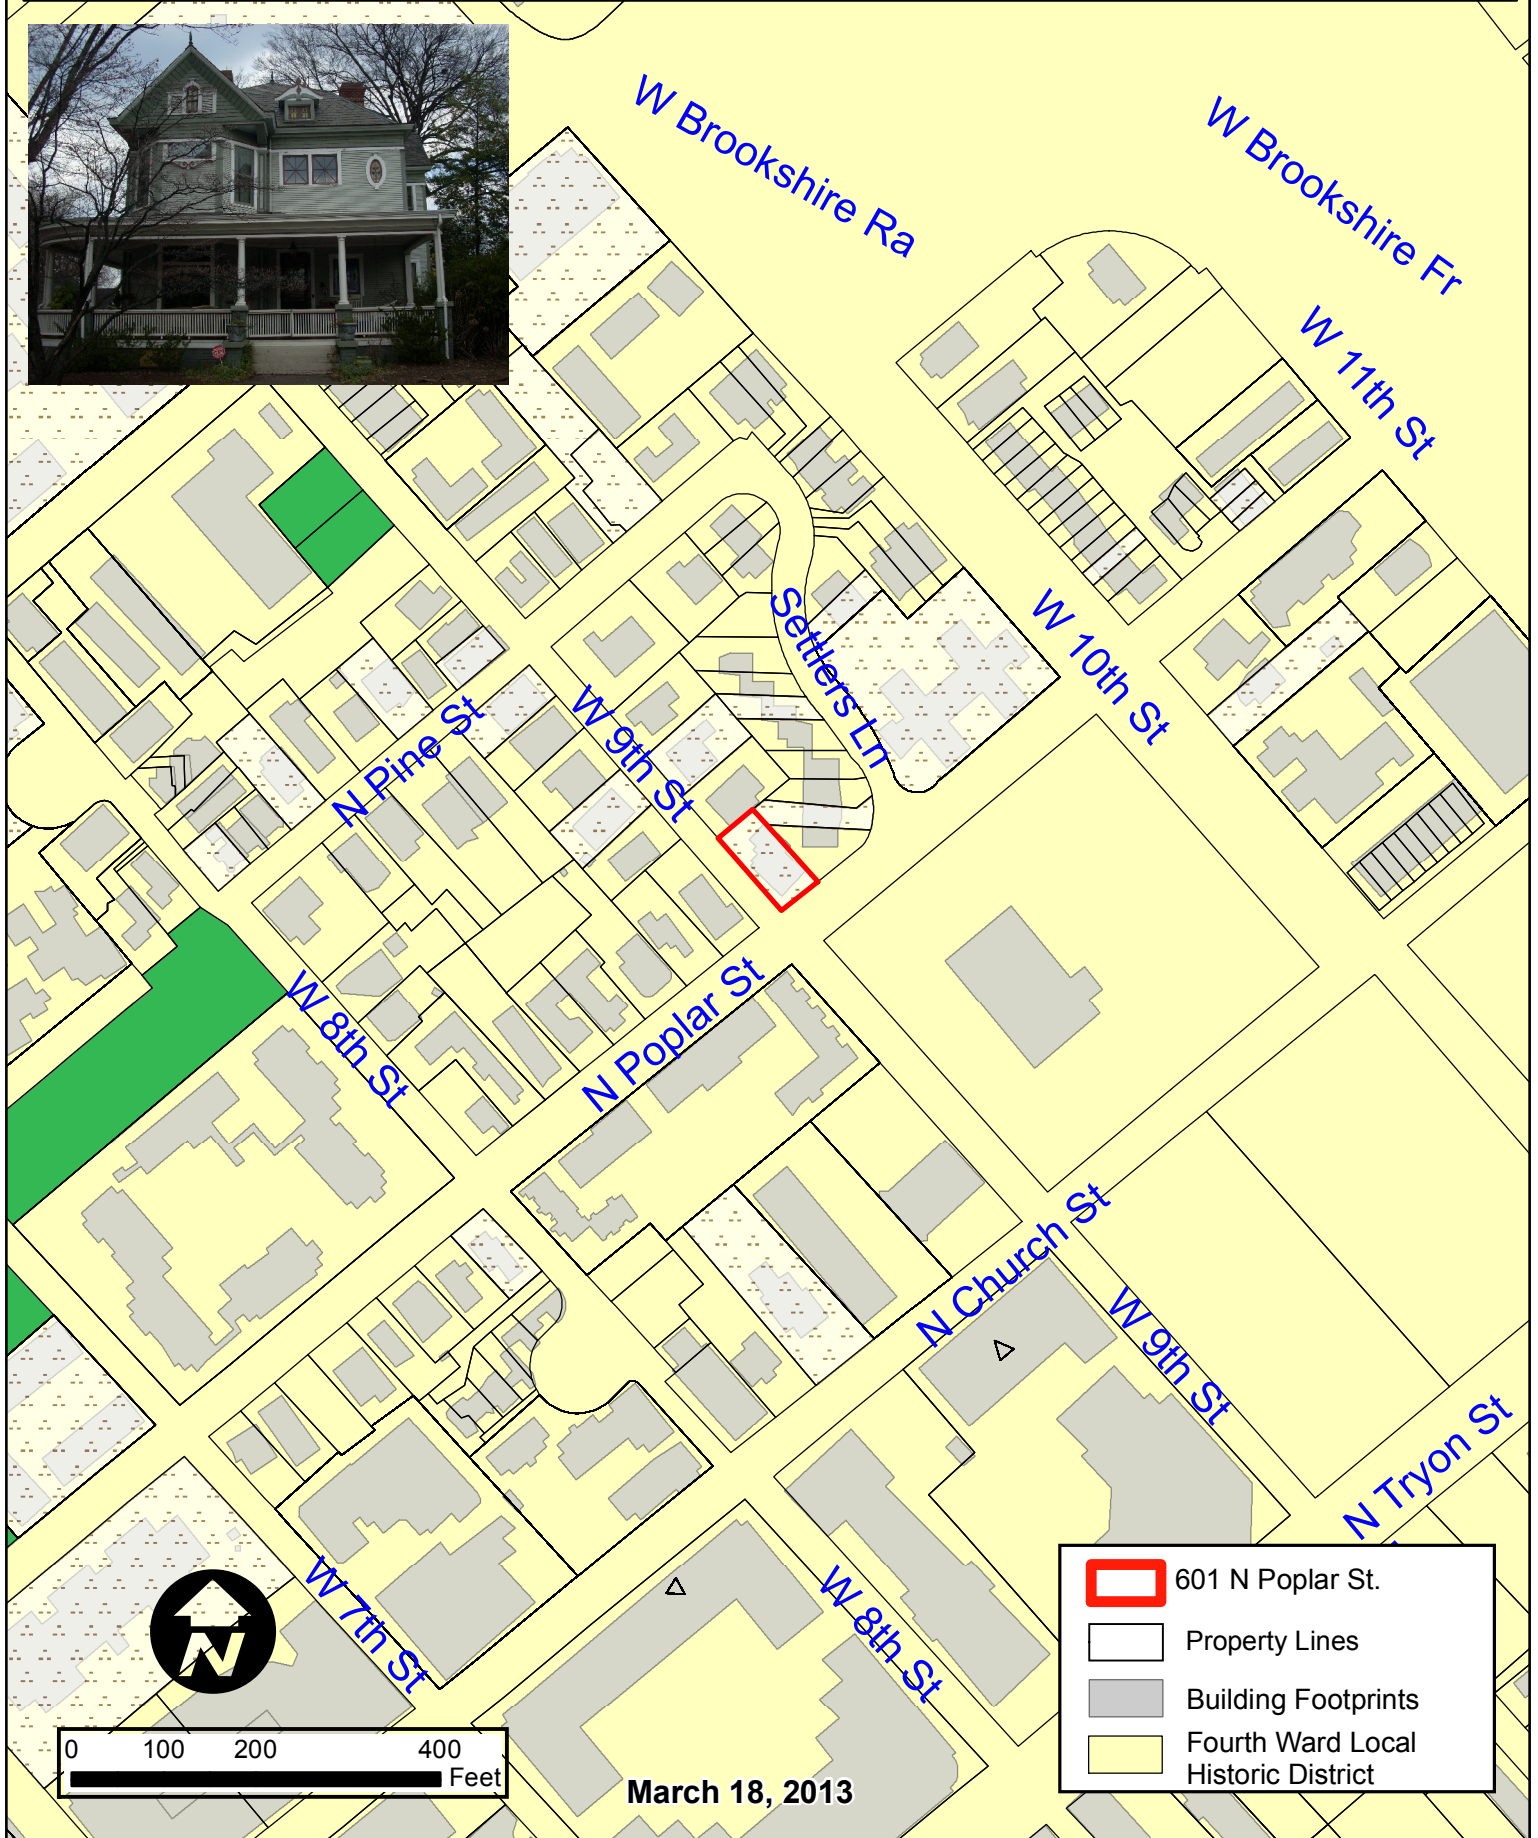 W Brookshire Ra
W Brookshire Fr
W 11th St
Settlers Ln
W 10th St
N Pine St
W 9th St
W 8th St
N Poplar St
N Church St
W 9th St
N Tryon St
W 7th St
W 8th St
N
0 100 200 400
Feet
March 18, 2013
601 N Poplar St.
Property Lines
Building Footprints
Fourth Ward Local
Historic District